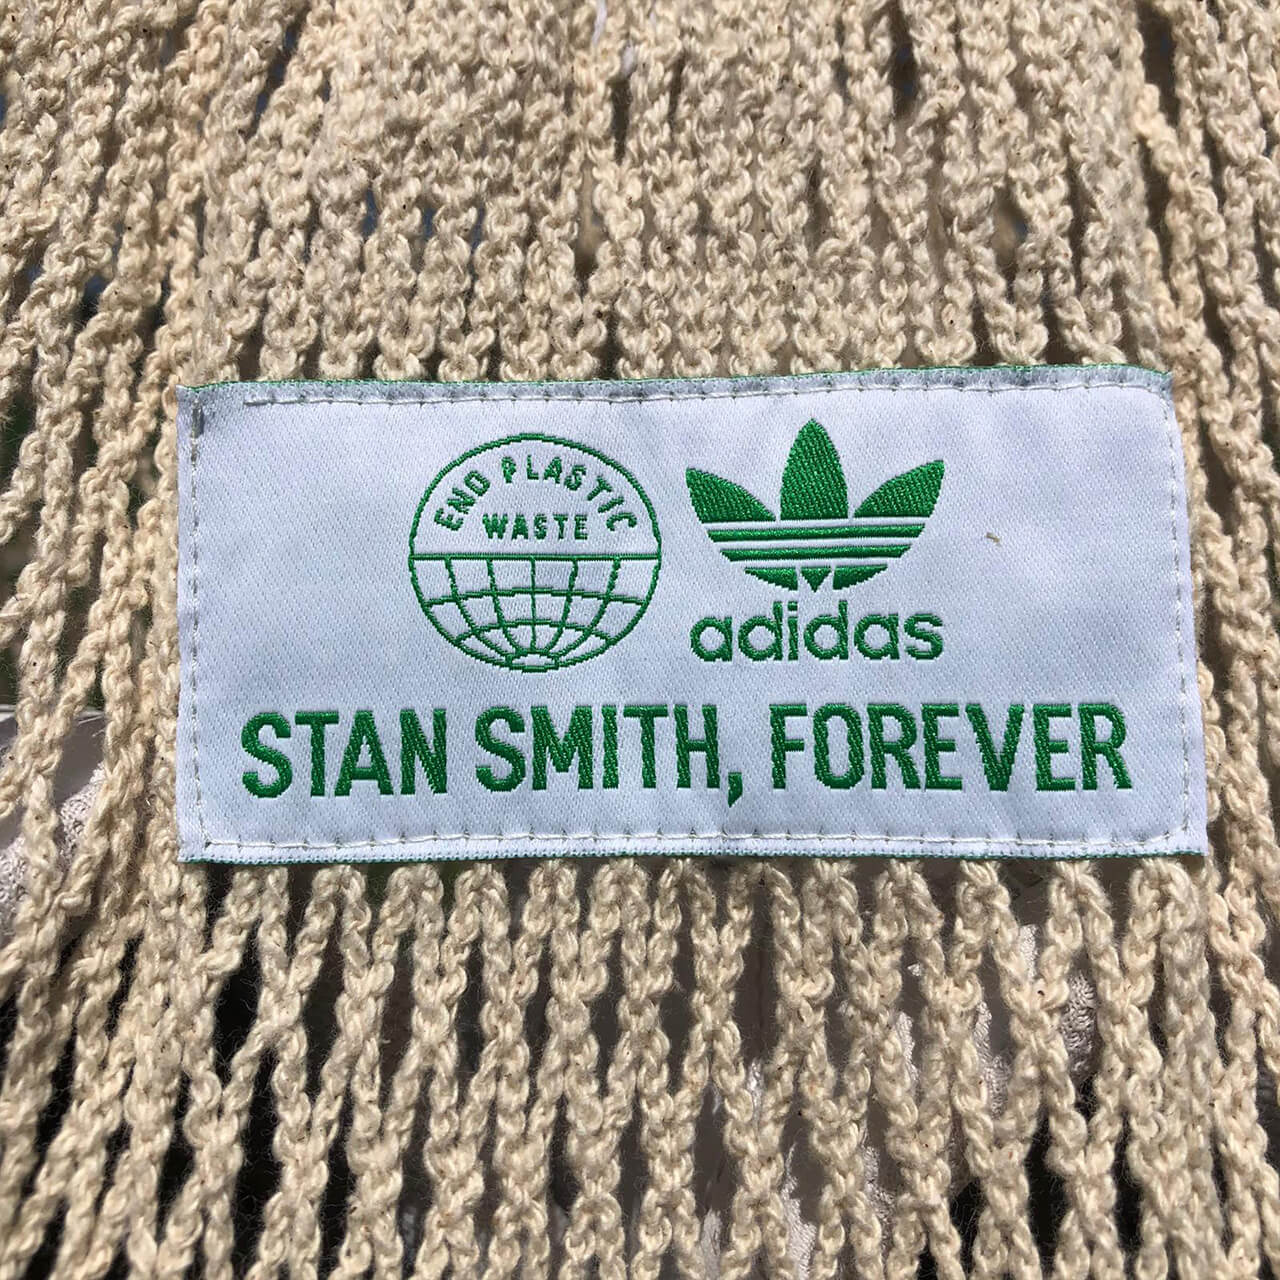 END PLASTIC
WASTE
adidas
STAN SMITH, FOREVER